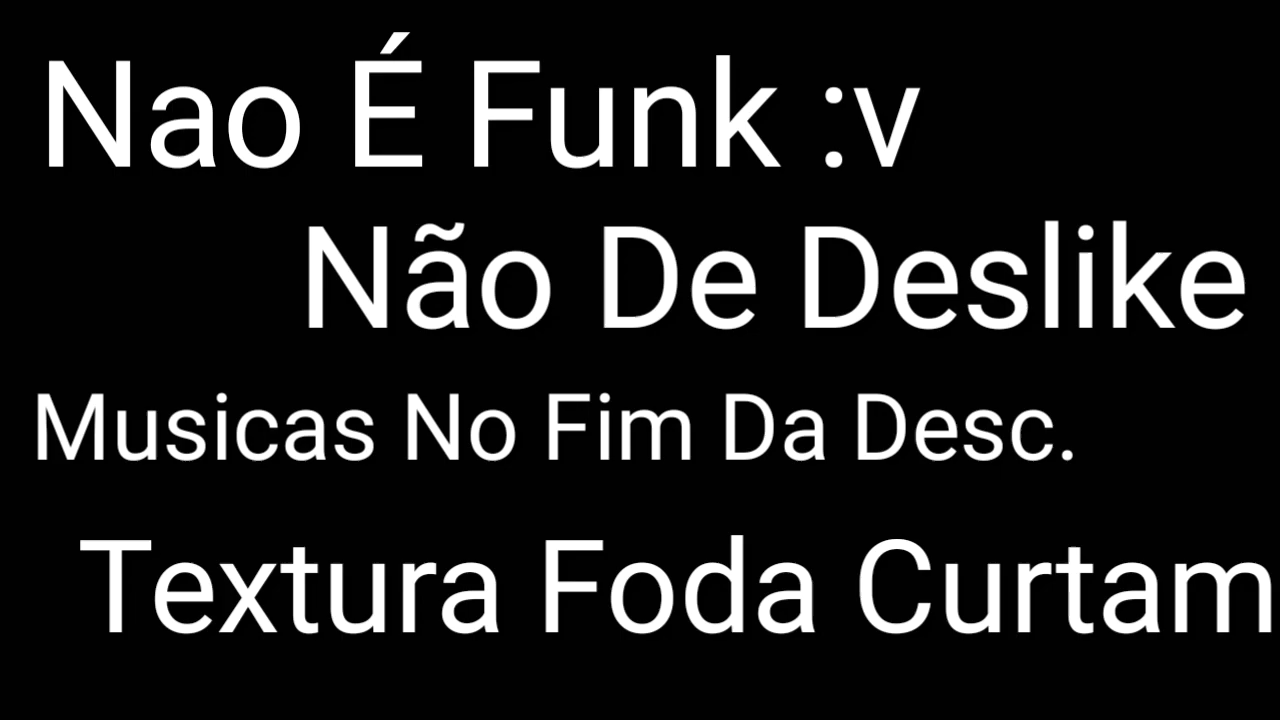 Nao É Funk :v
Não De Deslike
Musicas No Fim Da Desc.
Textura Foda Curtam